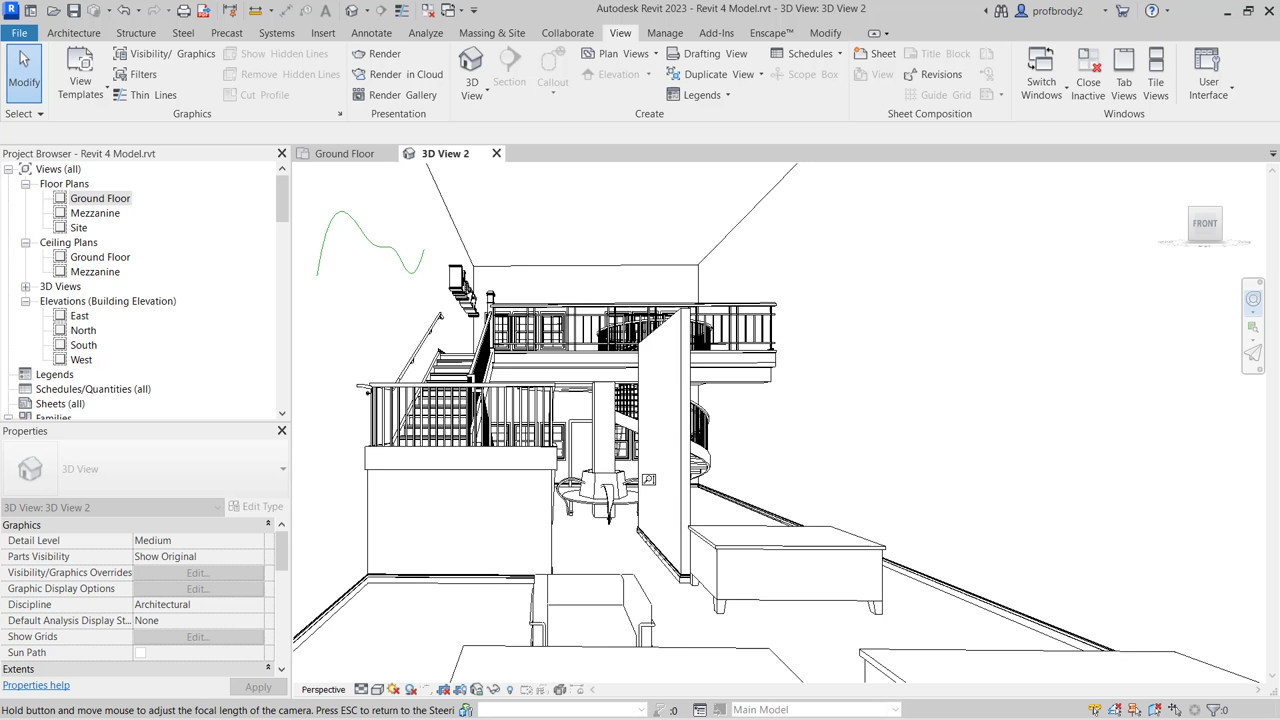 Autodesk Revit 2023 - Revit 4 Model.rvt - 3D View: 3D View 2
profbrody2
File Architecture Structure Steel Precast Systems Insert Annotate Analyze Massing & Site Collaborate View Manage Add-Ins Enscape™ Modify
Modify
View Templates
Visibility/ Graphics
Filters
Thin Lines
Show Hidden Lines
Remove Hidden Lines
Cut Profile
Render
Render in Cloud
Render Gallery
3D View
Section
Callout
Plan Views
Elevation
Drafting View
Duplicate View
Legends
Schedules
Scope Box
Sheet
View
Title Block
Revisions
Guide Grid
Switch Windows
Close Inactive
Tab Views
Tile Views
User Interface
Select
Graphics
Presentation
Create
Sheet Composition
Windows
Project Browser - Revit 4 Model.rvt
Ground Floor
3D View 2
Views (all)
Floor Plans
Ground Floor
Mezzanine
Site
Ceiling Plans
Ground Floor
Mezzanine
3D Views
Elevations (Building Elevation)
East
North
South
West
Legends
Schedules/Quantities (all)
Sheets (all)
Families
FRONT
Properties
3D View
3D View: 3D View 2
Edit Type
Graphics
Detail Level Medium
Parts Visibility Show Original
Visibility/Graphics Overrides Edit...
Graphic Display Options Edit...
Discipline Architectural
Default Analysis Display St... None
Show Grids Edit...
Sun Path
Extents
Properties help
Apply
Perspective
Hold button and move mouse to adjust the focal length of the camera. Press ESC to return to the Steeri
:0
Main Model
:0